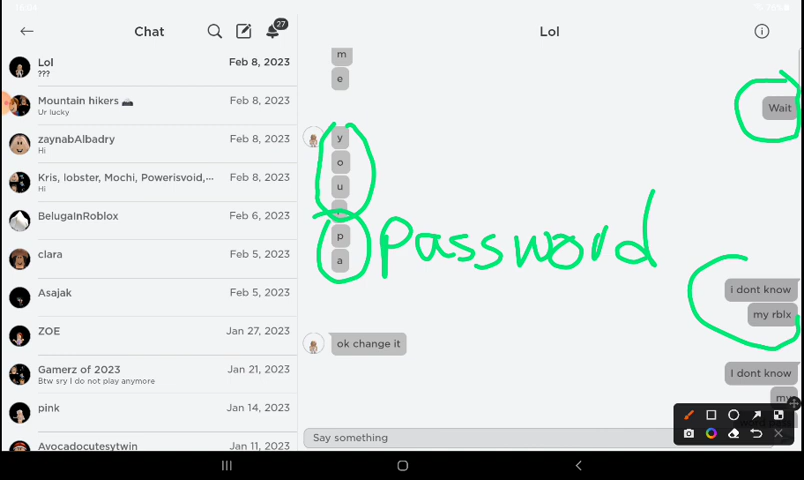 Chat
27
Lol
Lol
Feb 8, 2023
???
Mountain hikers
Feb 8, 2023
Ur lucky
zaynabAlbadry
Feb 8, 2023
Hi
Kris, lobster, Mochi, Powerisvoid,...
Feb 8, 2023
Hi
BelugaInRoblox
Feb 6, 2023
clara
Feb 5, 2023
Asajak
Feb 5, 2023
ZOE
Jan 27, 2023
Gamerz of 2023
Jan 21, 2023
Btw sry I do not play anymore
pink
Jan 14, 2023
Avocadocutesytwin
Jan 11, 2023
m
e
Wait
y
o
u
p
a
password
i dont know
my rblx
ok change it
I dont know
my
Say something